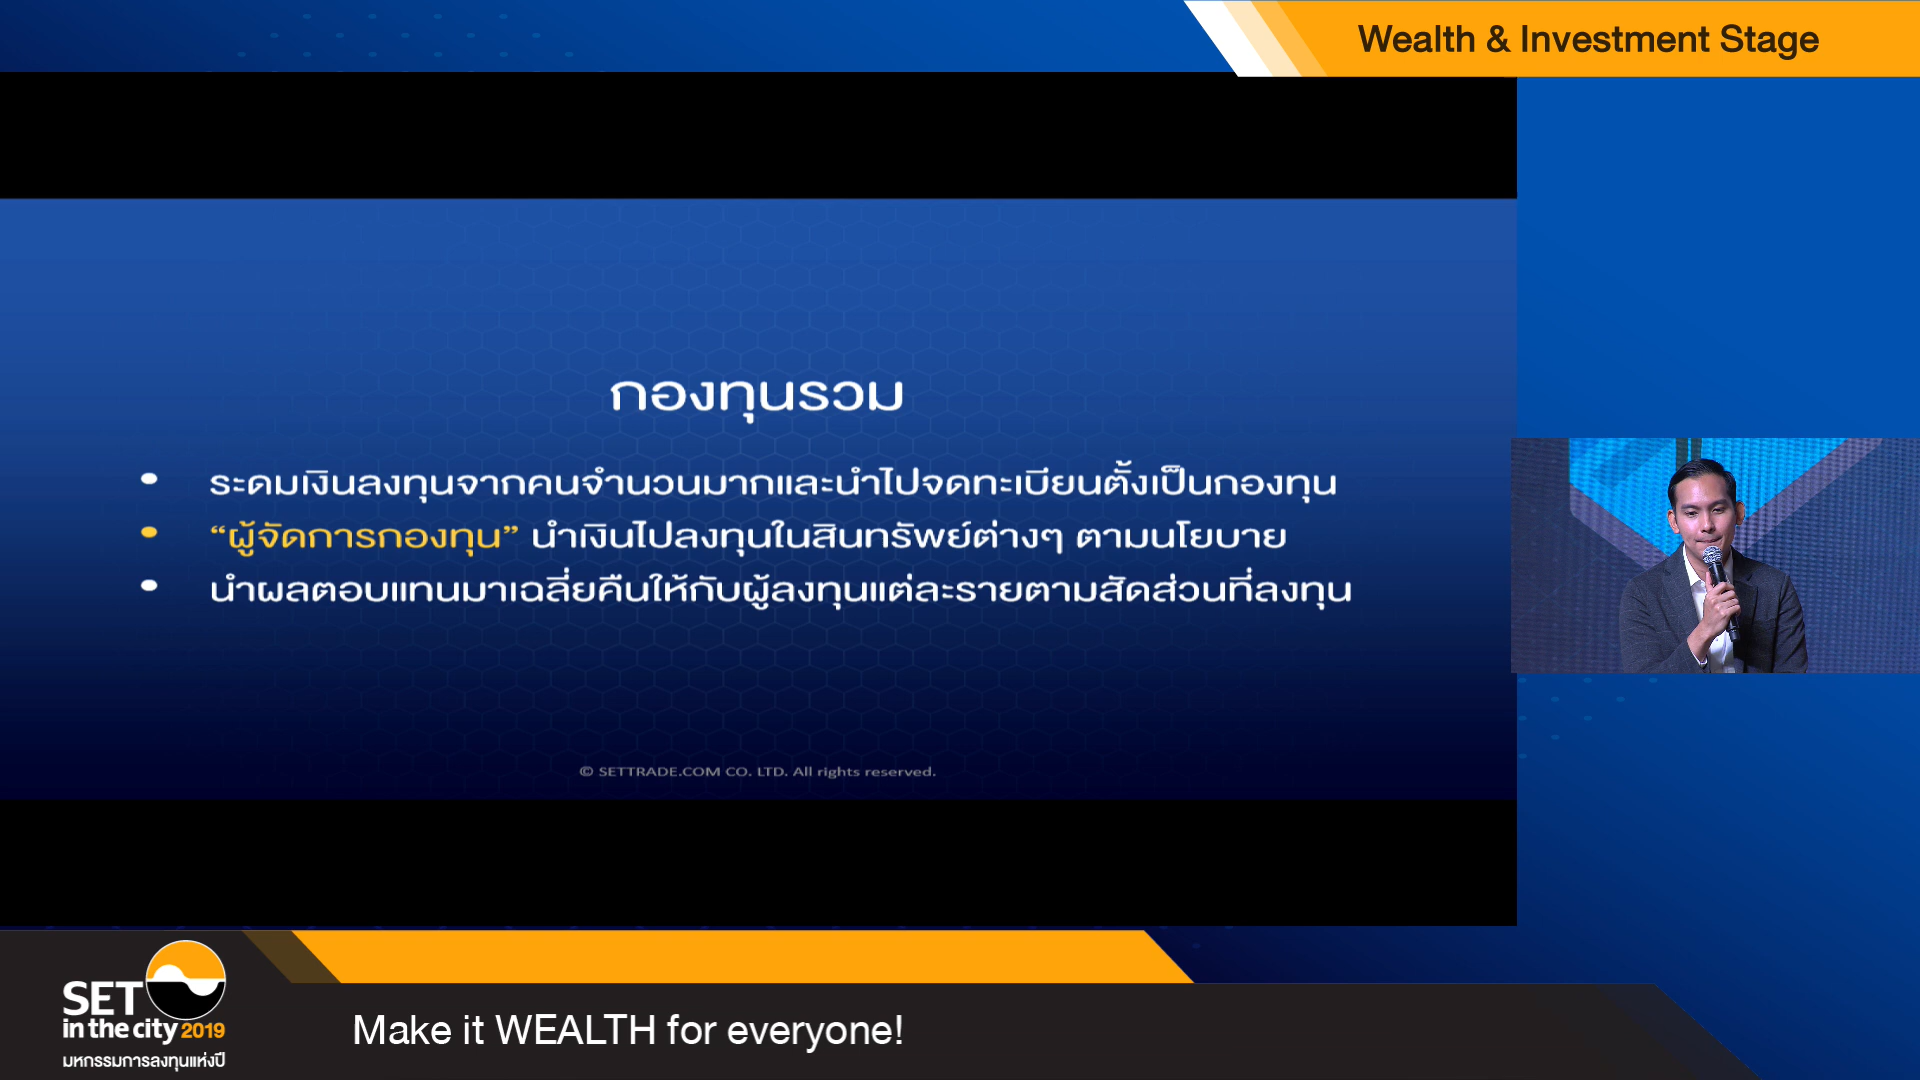 Wealth & Investment Stage
กองทุนรวม
• ระดมเงินลงทุนจากคนจำนวนมากและนำไปจดทะเบียนตั้งเป็นกองทุน
• “ผู้จัดการกองทุน” นำเงินไปลงทุนในสินทรัพย์ต่างๆ ตามนโยบาย
• นำผลตอบแทนมาเฉลี่ยคืนให้กับผู้ลงทุนแต่ละรายตามสัดส่วนที่ลงทุน
© SETTRADE.COM CO. LTD. All rights reserved.
SET
in the city 2019
มหกรรมการลงทุนแห่งปี
Make it WEALTH for everyone!